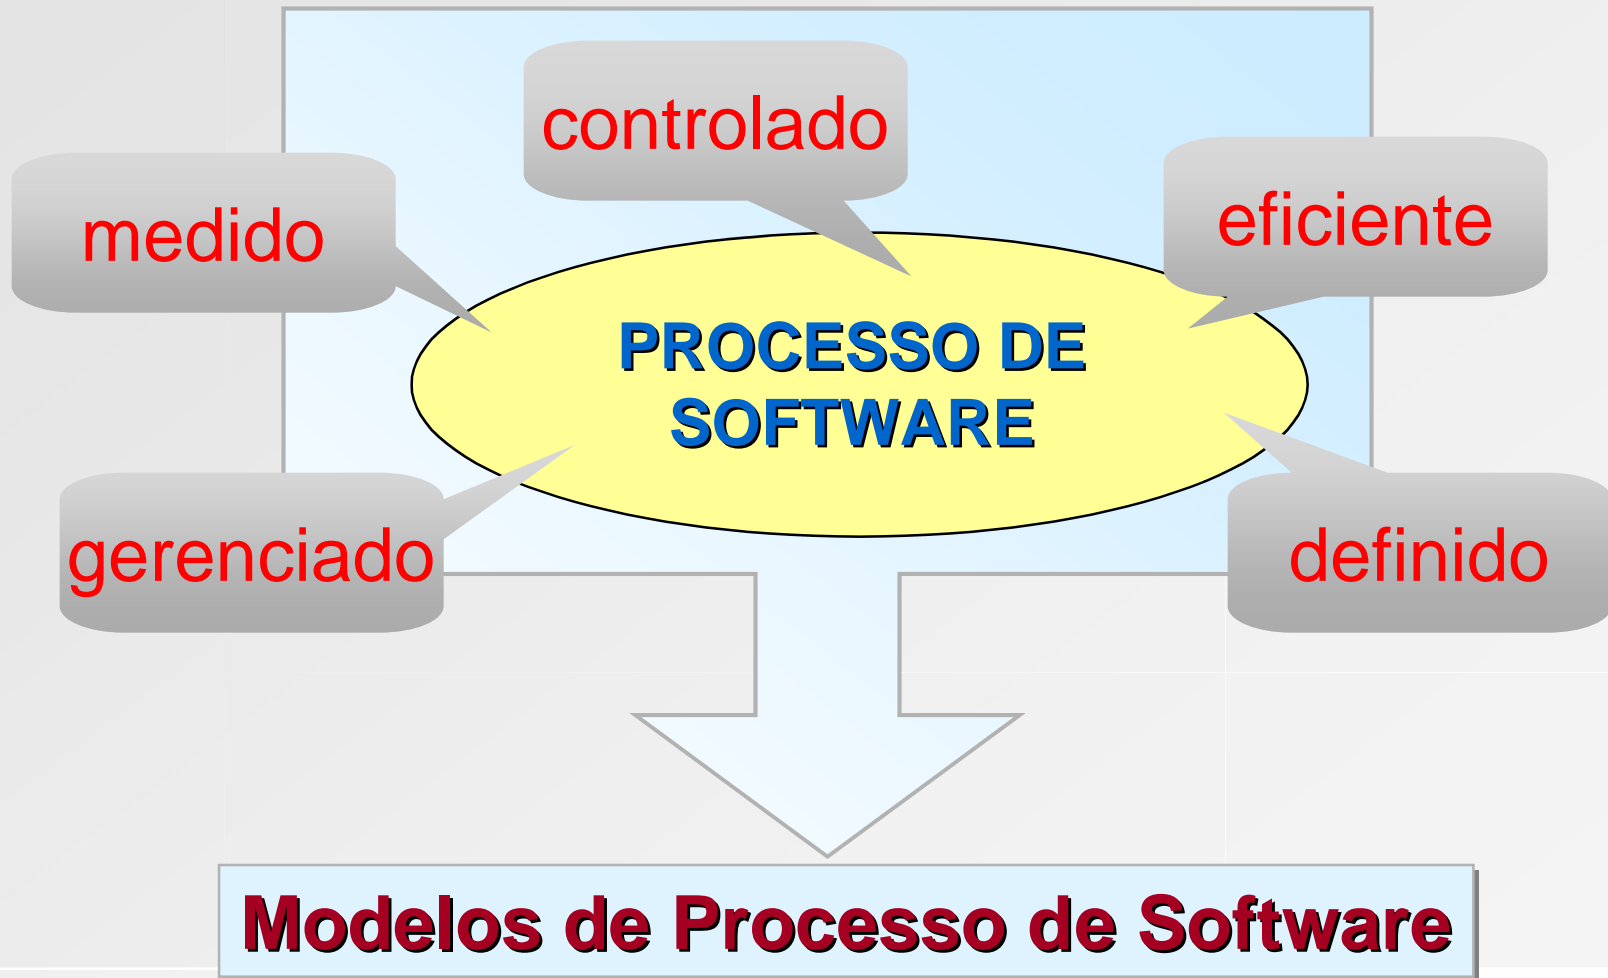 controlado
medido
eficiente
PROCESSO DE
SOFTWARE
gerenciado
definido
Modelos de Processo de Software